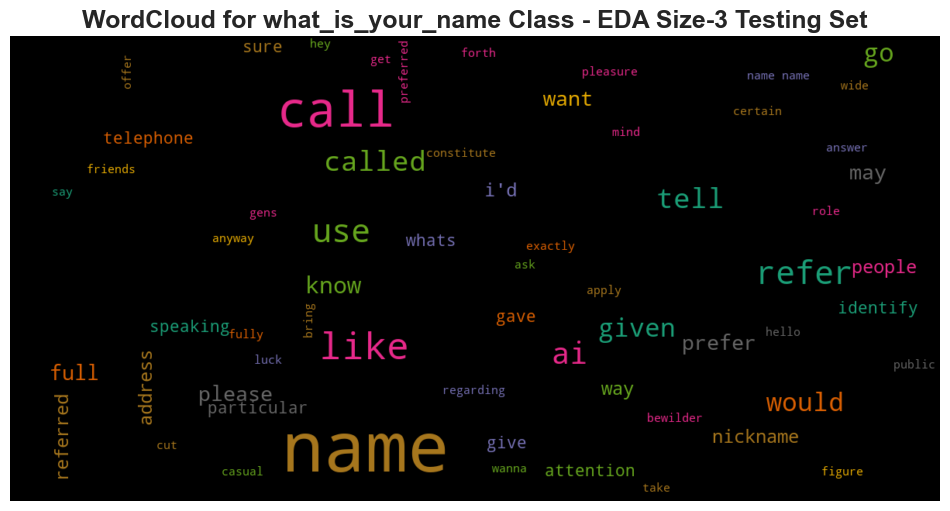 WordCloud for what_is_your_name Class - EDA Size-3 Testing Set
sure
hey
get
preferred
forth
pleasure
name name
go
offer
call
want
wide
certain
mind
telephone
called
constitute
answer
friends
i'd
tell
may
say
gens
role
anyway
use
whats
exactly
ask
refer
people
know
apply
bring
gave
identify
speaking
fully
like
given
hello
prefer
luck
ai
public
full
address
please
particular
regarding
way
would
referred
bewilder
nickname
cut
name
give
casual
wanna
attention
figure
take